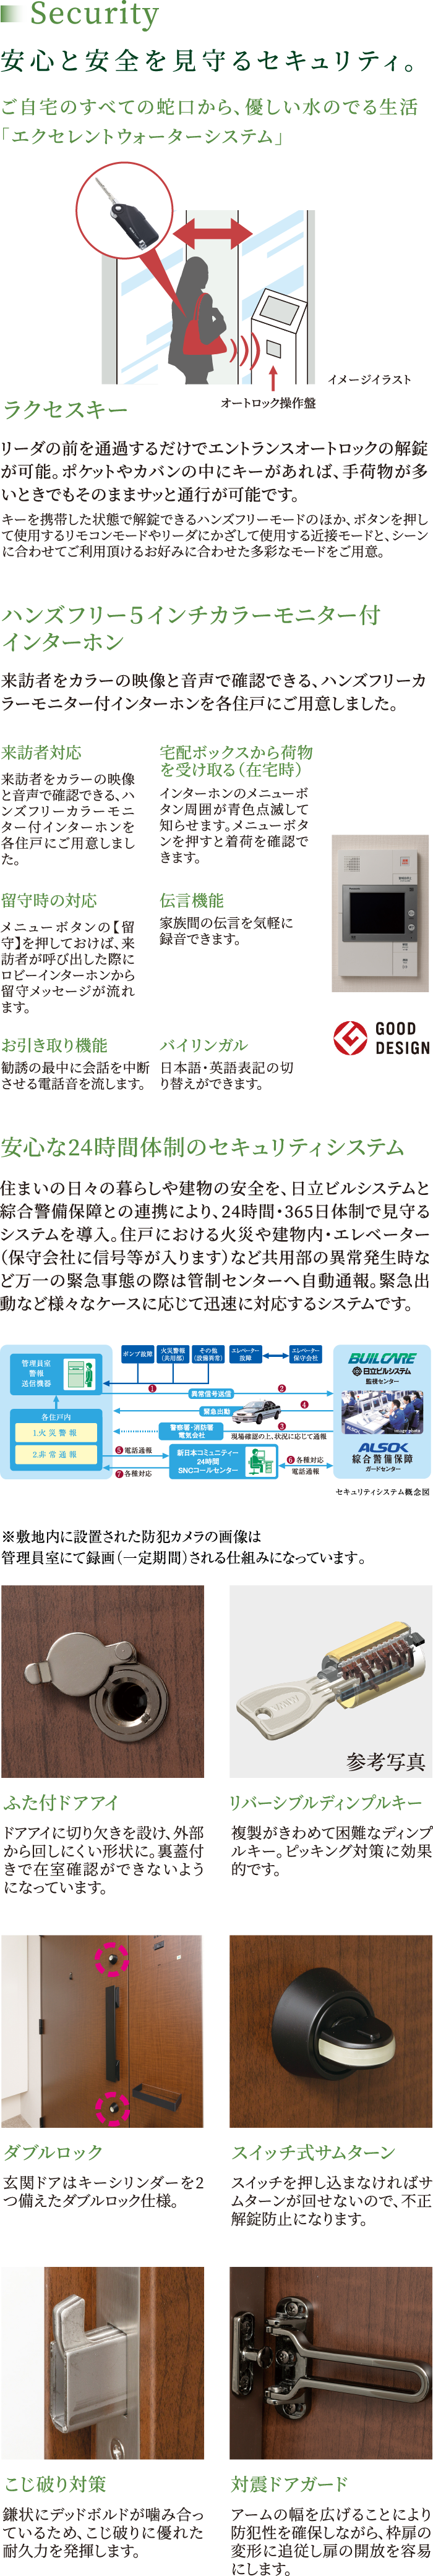 Security
安心と安全を見守るセキュリティ。
ご自宅のすべての蛇口から、優しい水のでる生活
「エクセレントウォーターシステム」
イメージイラスト
オートロック操作盤
ラクセスキー
リーダの前を通過するだけでエントランスオートロックの解錠
が可能。ポケットやカバンの中にキーがあれば、手荷物が多
いときでもそのままサッと通行が可能です。
キーを携帯した状態で解錠できるハンズフリーモードのほか、ボタンを押し
て使用するリモコンモードやリーダにかざして使用する近接モードと、シーン
に合わせてご利用頂けるお好みに合わせた多彩なモードをご用意。
ハンズフリー5インチカラーモニター付
インターホン
来訪者をカラーの映像と音声で確認できる、ハンズフリーカ
ラーモニター付インターホンを各住戸にご用意しました。
来訪者対応
来訪者をカラーの映像
と音声で確認できる、ハ
ンズフリーカラーモニ
ター付インターホンを
各住戸にご用意しまし
た。
宅配ボックスから荷物
を受け取る(在宅時)
インターホンのメニューボ
タン周囲が青色点滅して
知らせます。メニューボタ
ンを押すと着荷を確認で
きます。
留守時の対応
メニューボタンの【留
守】を押しておけば、来
訪者が呼び出した際に
ロビーインターホンから
留守メッセージが流れ
ます。
伝言機能
家族間の伝言を気軽に
録音できます。
GOOD
DESIGN
お引き取り機能
勧誘の最中に会話を中断
させる電話音を流します。
バイリンガル
日本語・英語表記の切
り替えができます。
安心な24時間体制のセキュリティシステム
住まいの日々の暮らしや建物の安全を、日立ビルシステムと
綜合警備保障との連携により、24時間・365日体制で見守る
システムを導入。住戸における火災や建物内・エレベーター
(保守会社に信号等が入ります)など共用部の異常発生時な
ど万一の緊急事態の際は管制センターへ自動通報。緊急出
動など様々なケースに応じて迅速に対応するシステムです。
管理員室
警報
送信機器
各住戸内
1.火災警報
2.非常通報
ポンプ故障
火災警報
(共用部)
その他
(設備異常)
エレベーター
故障
エレベーター
保守会社
1
異常信号送信
2
緊急出動
4
3
警察署・消防署
電気会社
現場確認の上、状況に応じて通報
5 電話通報
7 各種対応
新日本コミュニティー
24時間
SNCコールセンター
6 各種対応
電話通報
BUILCARE
日立ビルシステム
監視センター
image photo
ALSOK
綜合警備保障
ガードセンター
セキュリティシステム概念図
※敷地内に設置された防犯カメラの画像は
管理員室にて録画(一定期間)される仕組みになっています。
参考写真
ふた付ドアアイ
ドアアイに切り欠きを設け、外部
から回しにくい形状に。裏蓋付
きで在室確認ができないよう
になっています。
リバーシブルディンプルキー
複製がきわめて困難なディンプ
ルキー。ピッキング対策に効果
的です。
ダブルロック
玄関ドアはキーシリンダーを2
つ備えたダブルロック仕様。
スイッチ式サムターン
スイッチを押し込まなければサ
ムターンが回せないので、不正
解錠防止になります。
こじ破り対策
鎌状にデッドボルドが噛み合っ
ているため、こじ破りに優れた
耐久力を発揮します。
対震ドアガード
アームの幅を広げることにより
防犯性を確保しながら、枠扉の
変形に追従し扉の開放を容易
にします。